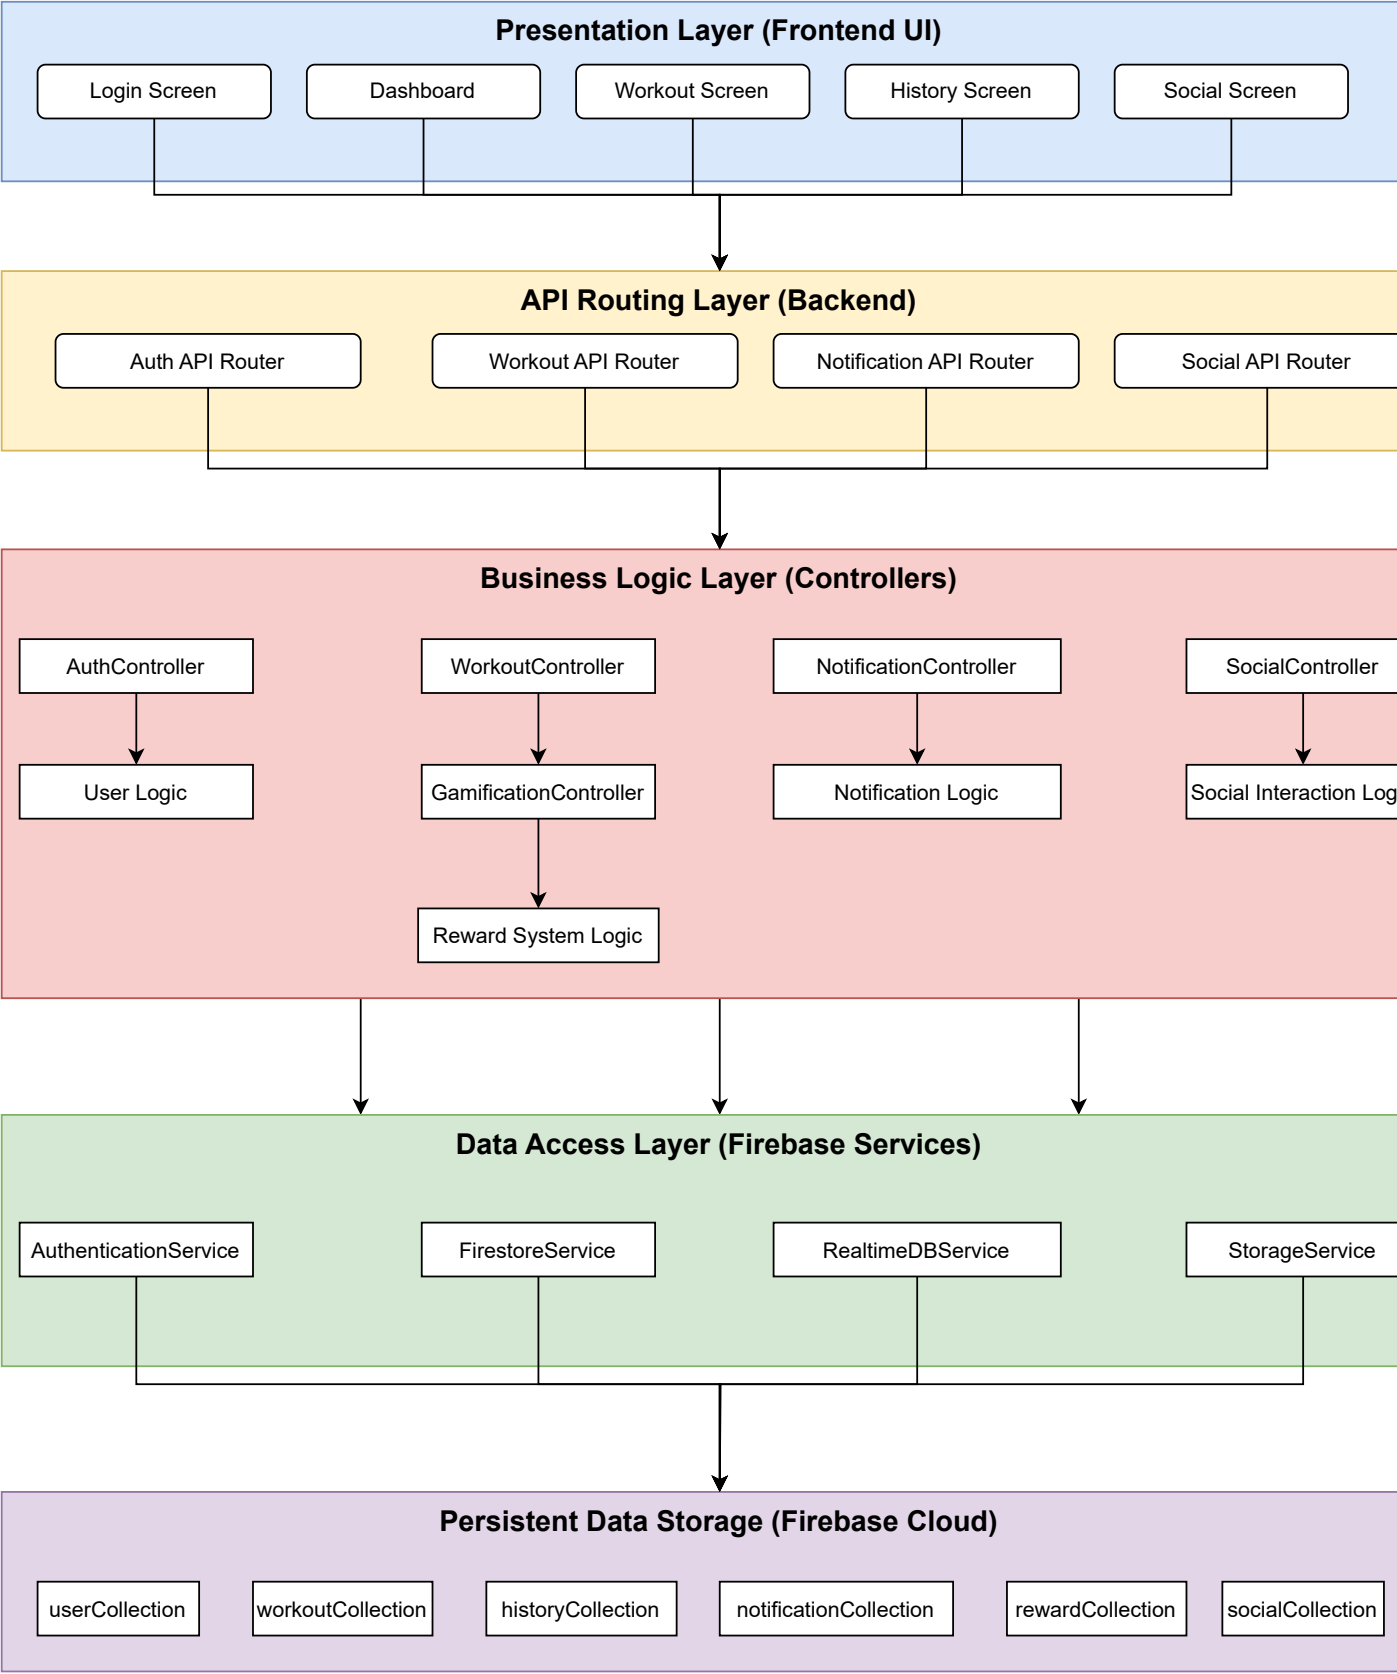 Presentation Layer (Frontend UI)
Login Screen
Dashboard
Workout Screen
History Screen
Social Screen
API Routing Layer (Backend)
Auth API Router
Workout API Router
Notification API Router
Social API Router
Business Logic Layer (Controllers)
AuthController
WorkoutController
NotificationController
SocialController
User Logic
GamificationController
Notification Logic
Social Interaction Log
Reward System Logic
Data Access Layer (Firebase Services)
AuthenticationService
FirestoreService
RealtimeDBService
StorageService
Persistent Data Storage (Firebase Cloud)
userCollection
workoutCollection
historyCollection
notificationCollection
rewardCollection
socialCollection